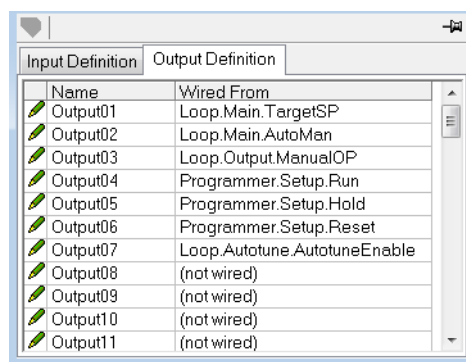 Input Definition Output Definition
Name Wired From
Output01 Loop.Main.TargetSP
Output02 Loop.Main.AutoMan
Output03 Loop.Output.ManualOP
Output04 Programmer.Setup.Run
Output05 Programmer.Setup.Hold
Output06 Programmer.Setup.Reset
Output07 Loop.Autotune.AutotuneEnable
Output08 (not wired)
Output09 (not wired)
Output10 (not wired)
Output11 (not wired)